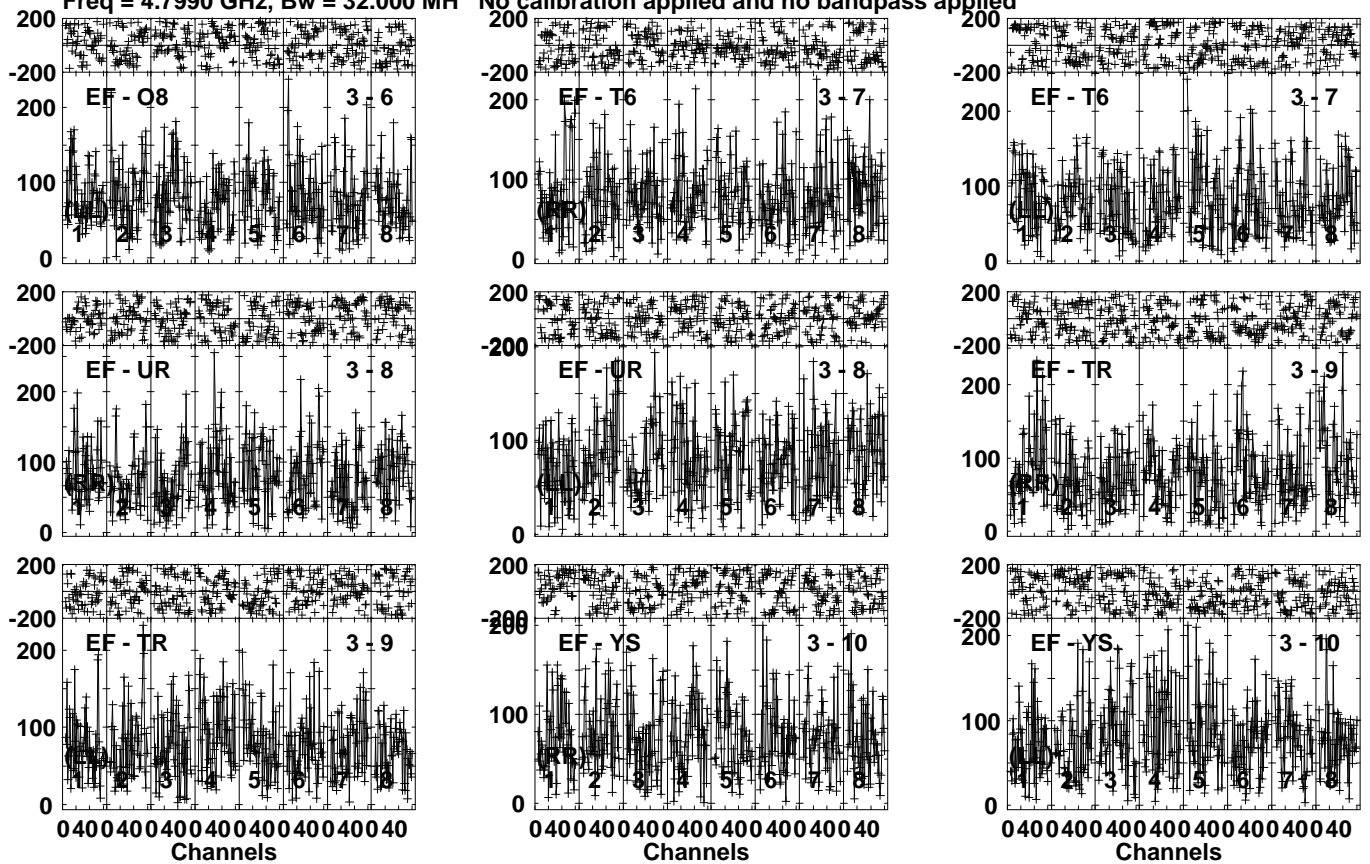 Freq = 4.7990 GHz, Bw = 32.000 MH No calibration applied and no bandpass applied
200 200 200
-200 -200 -200
EF - O8 3 - 6 EF - T6 3 - 7 EF - T6 3 - 7
200 200 200
100 100 100
(LL) (RR) (LL)
1 2 3 4 5 6 7 8 1 2 3 4 5 6 7 8 1 2 3 4 5 6 7 8
0 0 0
200 200 200
-200 -200 -200
200
EF - UR 3 - 8 EF - UR 3 - 8 EF - TR 3 - 9
200 200
100 100 100
(RR) (LL) (RR)
1 2 3 4 5 6 7 8 1 2 3 4 5 6 7 8 1 2 3 4 5 6 7 8
0 0 0
200 200 200
-200 -200 -200
200
EF - TR 3 - 9 EF - YS 3 - 10 EF - YS 3 - 10
200 200
100 100 100
(LL) (RR) (LL)
1 2 3 4 5 6 7 8 1 2 3 4 5 6 7 8 1 2 3 4 5 6 7 8
0 0 0
0 40 0 40 0 40 0 40 0 40 0 40 0 40 0 40 0 40 0 40 0 40 0 40 0 40 0 40 0 40 0 40 0 40 0 40 0 40 0 40 0 40 0 40 0 40 0 40
Channels Channels Channels